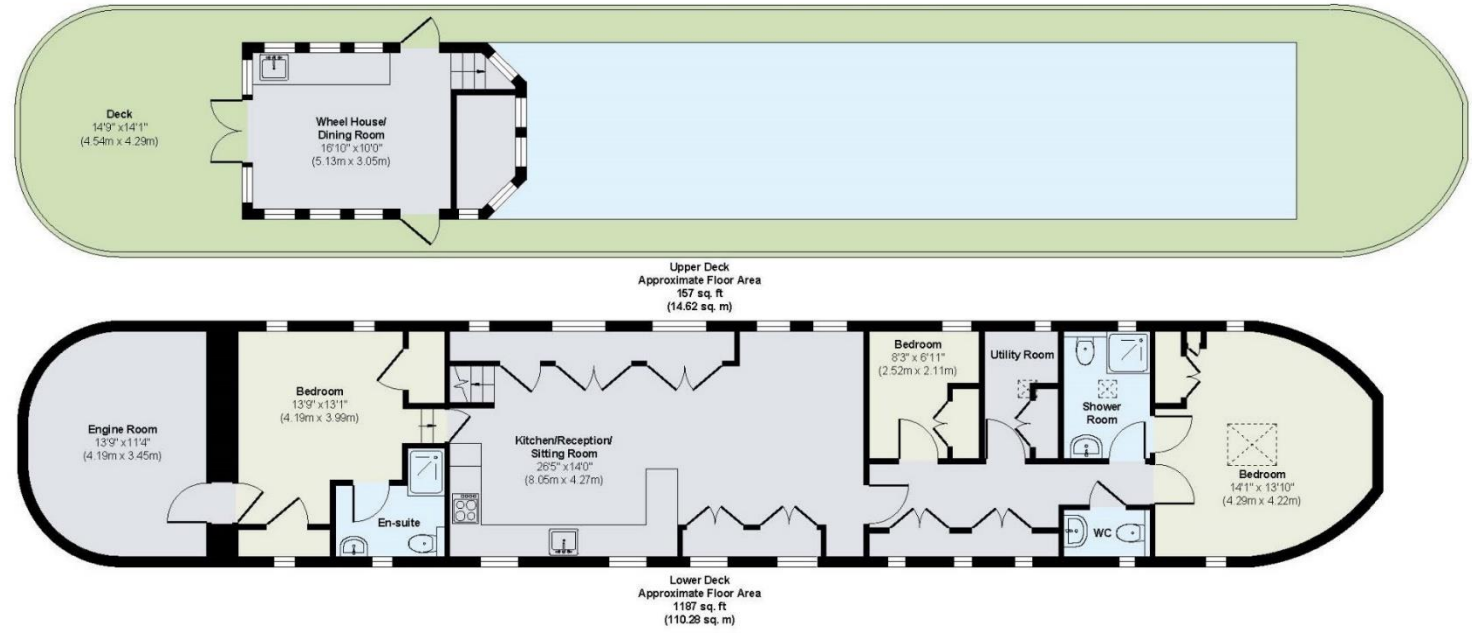 Deck
14'9" x14'1"
(4.54m x 4.29m)
Wheel House/
Dining Room
16'10" x10'0"
(5.13m x 3.05m)
Upper Deck
Approximate Floor Area
157 sq. ft
(14.62 sq. m)
Engine Room
13'9" x11'4"
(4.19m x 3.45m)
Bedroom
13'9" x13'1"
(4.19m x 3.99m)
En-suite
Kitchen/Reception/
Sitting Room
26'5" x14'0"
(8.05m x 4.27m)
Bedroom
8'3" x 6'11"
(2.52m x 2.11m)
Utility Room
Shower
Room
WC
Bedroom
14'1" x 13'10"
(4.29m x 4.22m)
Lower Deck
Approximate Floor Area
1187 sq. ft
(110.28 sq. m)